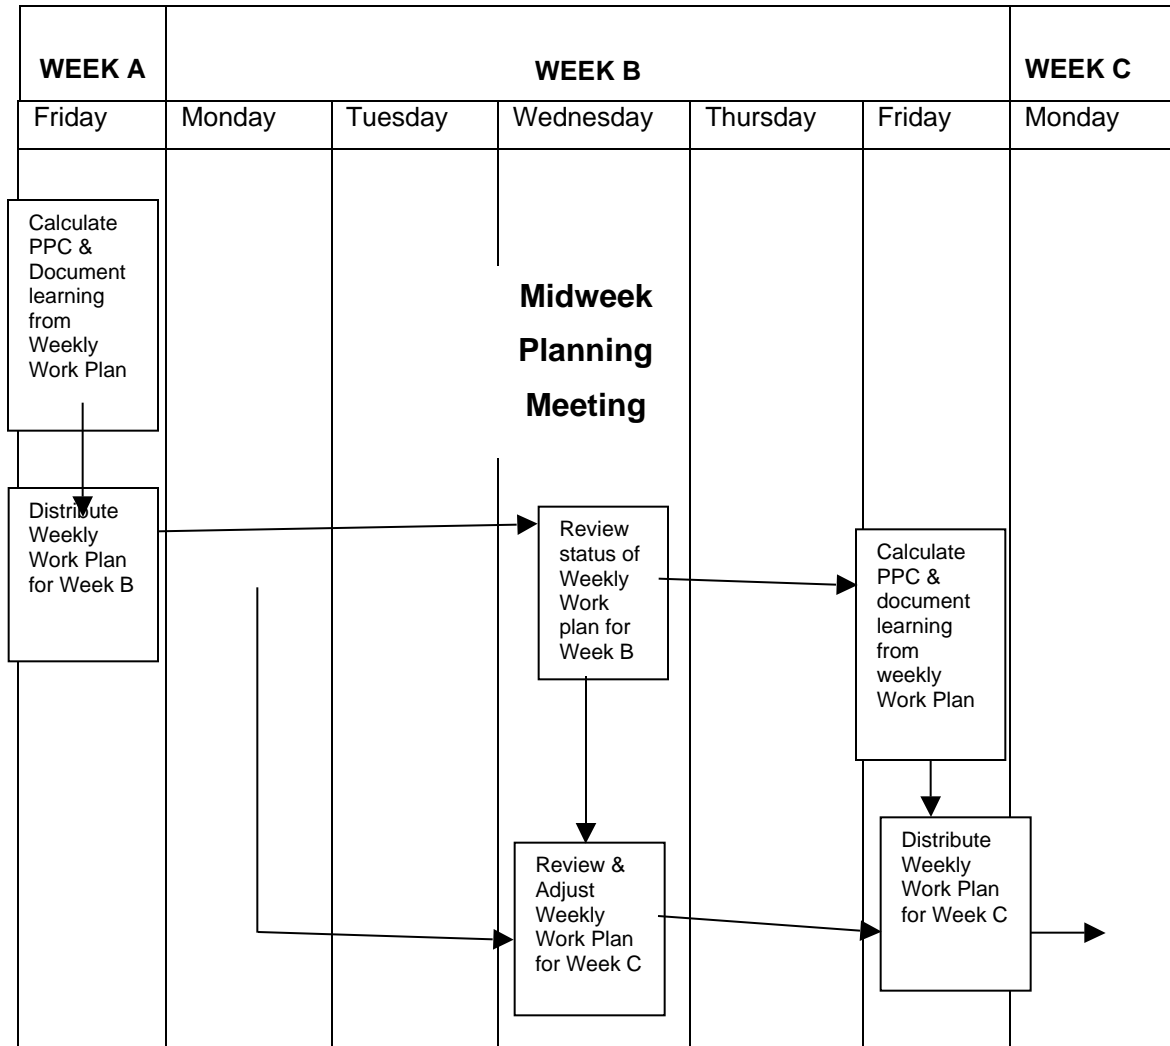 WEEK A
WEEK B
WEEK C
Friday
Monday
Tuesday
Wednesday
Thursday
Friday
Monday
Calculate
PPC &
Document
learning
from
Weekly
Work Plan
Midweek
Planning
Meeting
Distribute
Weekly
Work Plan
for Week B
Review
status of
Weekly
Work
plan for
Week B
Calculate
PPC &
document
learning
from
weekly
Work Plan
Review &
Adjust
Weekly
Work Plan
for Week C
Distribute
Weekly
Work Plan
for Week C